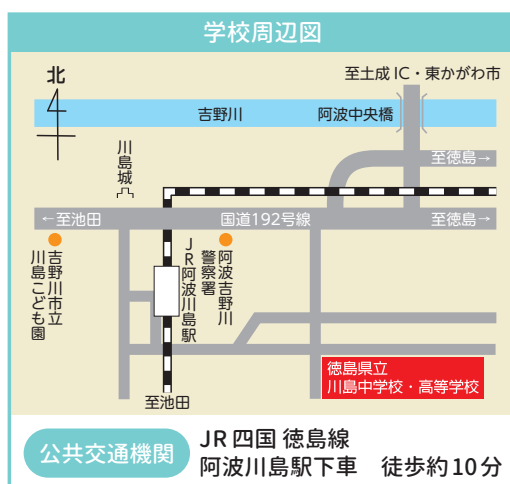 学校周辺図
北
至土成IC・東かがわ市
吉野川
阿波中央橋
川島城
至徳島→
←至池田
国道192号線
至徳島→
吉野川市立
川島こども園
JR阿波川島駅
阿波吉野川
警察署
徳島県立
川島中学校・高等学校
至池田
公共交通機関
JR四国 徳島線
阿波川島駅下車　徒歩約10分